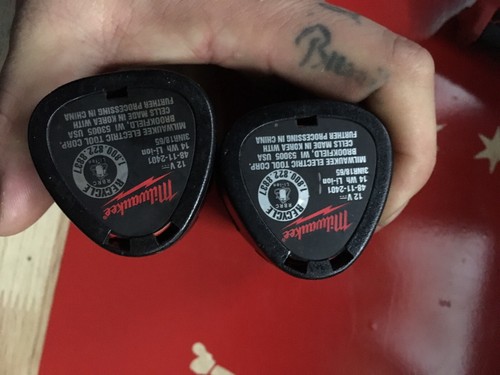 Milwaukee
12 V
48-11-2401
14 Wh Li-ion
3INR19/65
MILWAUKEE ELECTRIC TOOL CORP.
BROOKFIELD, WI 53005 USA
CELLS MADE IN KOREA WITH
FURTHER PROCESSING IN CHINA
RECYCLE
1.800.822.8837
Milwaukee
12 V
48-11-2401
14 Wh Li-ion
3INR19/65
MILWAUKEE ELECTRIC TOOL CORP.
BROOKFIELD, WI 53005 USA
CELLS MADE IN KOREA WITH
FURTHER PROCESSING IN CHINA
RBRC
RECYCLE
1.800.822.8837